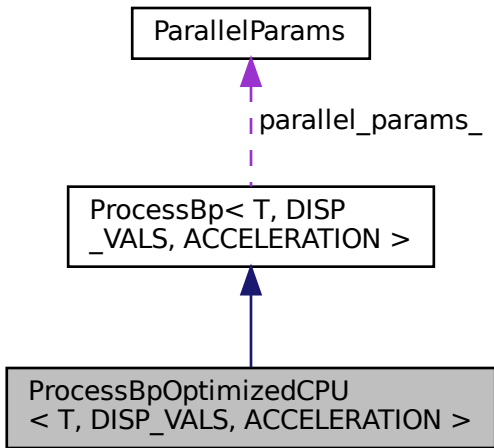 ParallelParams
parallel_params_
ProcessBp< T, DISP
_VALS, ACCELERATION >
ProcessBpOptimizedCPU
< T, DISP_VALS, ACCELERATION >